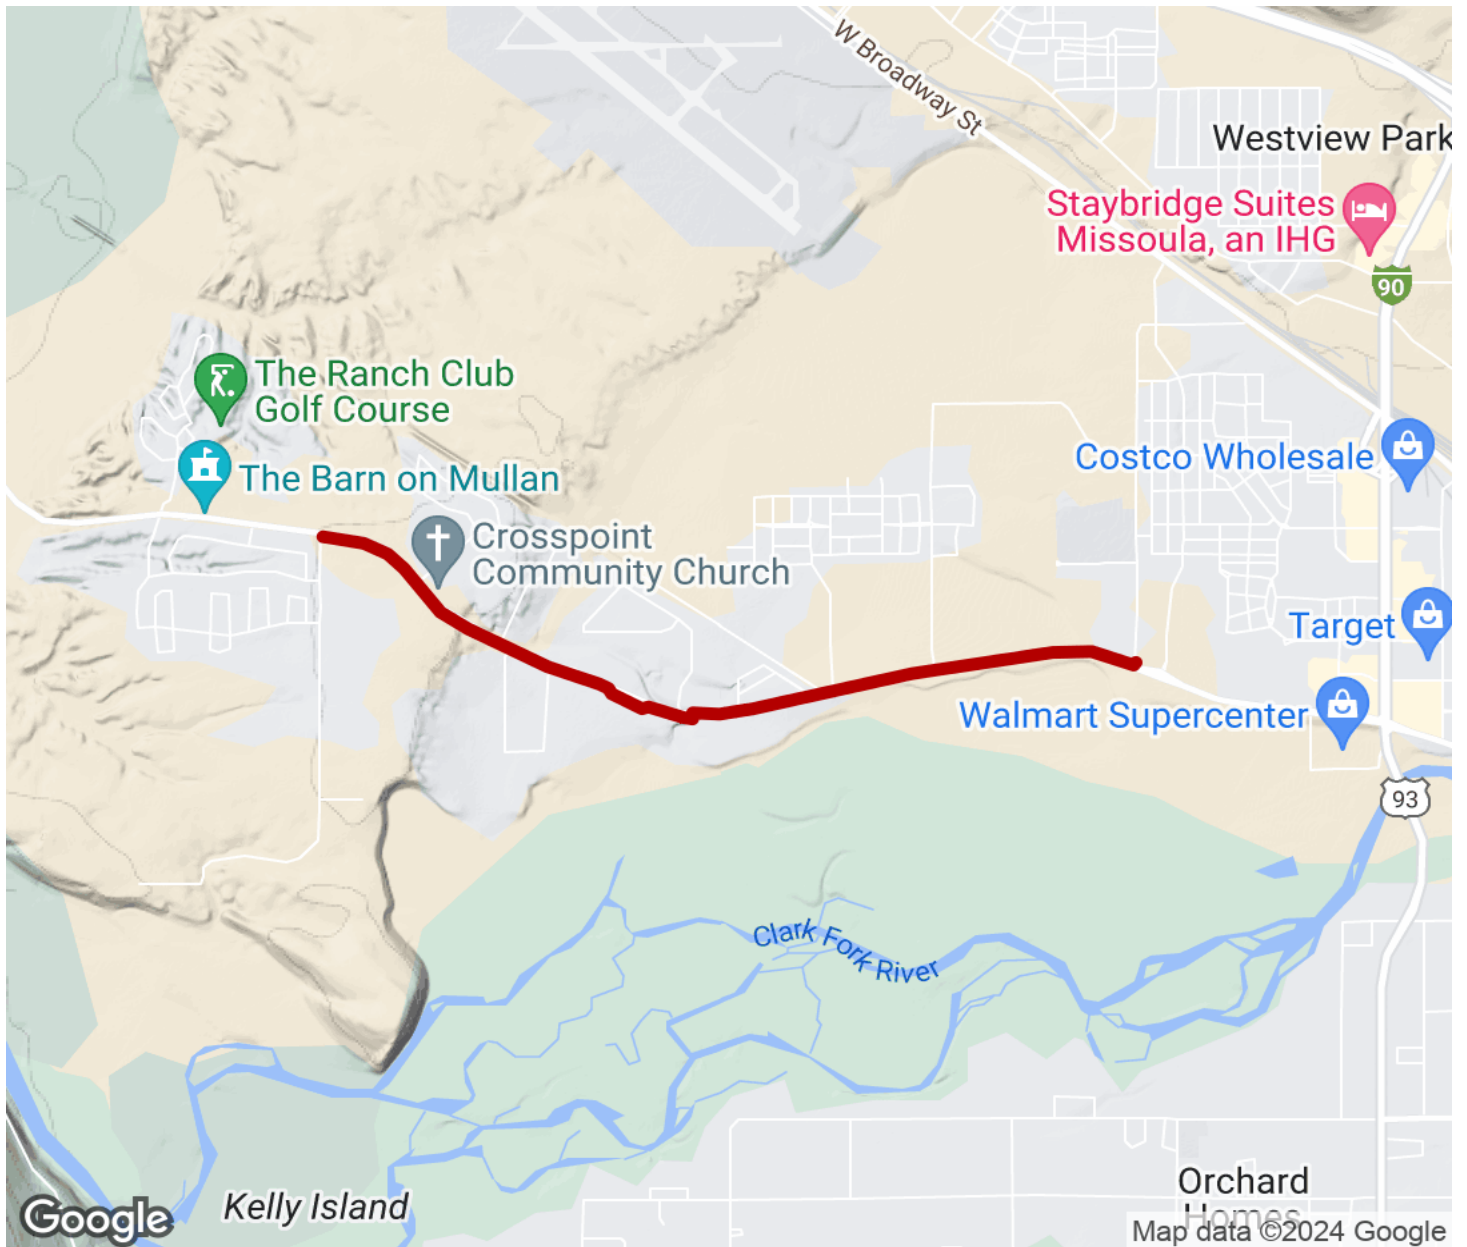 W Broadway St
Westview Park
Staybridge Suites
Missoula, an IHG
90
The Ranch Club
Golf Course
Costco Wholesale
The Barn on Mullan
Crosspoint
Community Church
Target
Walmart Supercenter
93
Clark Fork River
Orchard
Homes
Kelly Island
Google
Map data ©2024 Google